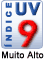 ÍNDICE
UV
9
Muito Alto